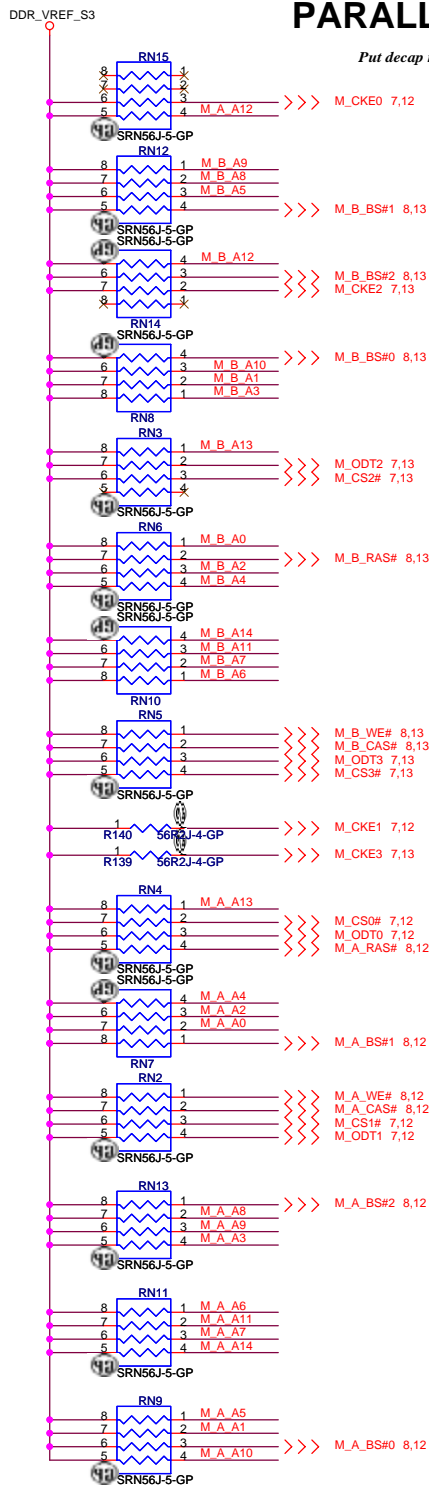 DDR_VREF_S3
PARALL
Put decap
RN15
8 1
7 2
6 3 M_CKE0 7,12
5 4 M_A_A12
SRN56J-5-GP
RN12
8 1 M_B_A9
7 2 M_B_A8
6 3 M_B_A5
5 4 M_B_BS#1 8,13
SRN56J-5-GP
SRN56J-5-GP
5 4 M_B_A12
6 3 M_B_BS#2 8,13
7 2 M_CKE2 7,13
8 1
RN14
SRN56J-5-GP
5 4 M_B_BS#0 8,13
6 3 M_B_A10
7 2 M_B_A1
8 1 M_B_A3
RN8
RN3
8 1 M_B_A13
7 2 M_ODT2 7,13
6 3 M_CS2# 7,13
5 4
SRN56J-5-GP
RN6
8 1 M_B_A0
7 2 M_B_RAS# 8,13
6 3 M_B_A2
5 4 M_B_A4
SRN56J-5-GP
5 4 M_B_A14
6 3 M_B_A11
7 2 M_B_A7
8 1 M_B_A6
RN10
RN5
8 1 M_B_WE# 8,13
7 2 M_B_CAS# 8,13
6 3 M_ODT3 7,13
5 4 M_CS3# 7,13
SRN56J-5-GP
1 M_CKE1 7,12
R140 56R2J-4-GP
1 M_CKE3 7,13
R139 56R2J-4-GP
RN4
8 1 M_A_A13
7 2 M_CS0# 7,12
6 3 M_ODT0 7,12
5 4 M_A_RAS# 8,12
SRN56J-5-GP
SRN56J-5-GP
5 4 M_A_A4
6 3 M_A_A2
7 2 M_A_A0
8 1 M_A_BS#1 8,12
RN7
RN2
8 1 M_A_WE# 8,12
7 2 M_A_CAS# 8,12
6 3 M_CS1# 7,12
5 4 M_ODT1 7,12
SRN56J-5-GP
RN13
8 1 M_A_BS#2 8,12
7 2 M_A_A8
6 3 M_A_A9
5 4 M_A_A3
SRN56J-5-GP
RN11
8 1 M_A_A6
7 2 M_A_A11
6 3 M_A_A7
5 4 M_A_A14
SRN56J-5-GP
RN9
8 1 M_A_A5
7 2 M_A_A1
6 3 M_A_BS#0 8,12
5 4 M_A_A10
SRN56J-5-GP